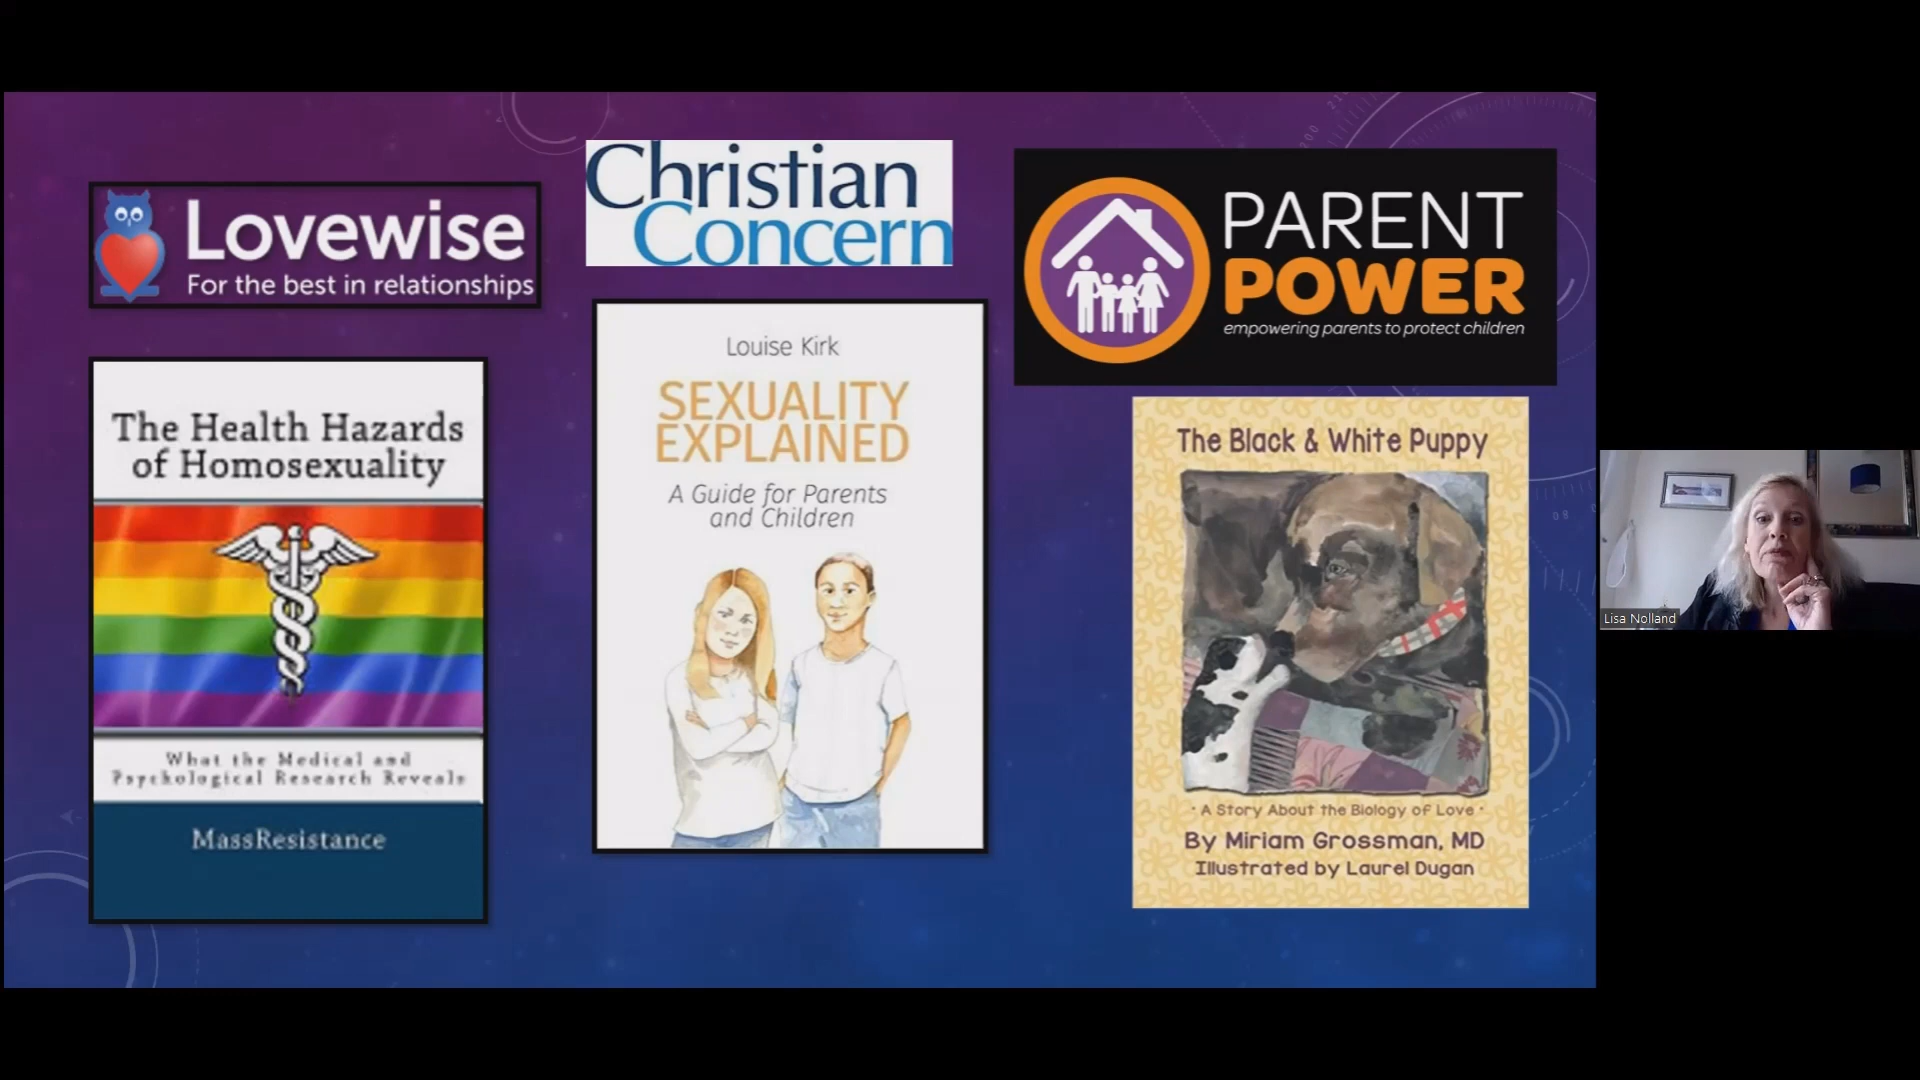 Lovewise
For the best in relationships
Christian
Concern
PARENT
POWER
empowering parents to protect children
The Health Hazards
of Homosexuality
What the Medical and
Psychological Research Reveals
MassResistance
Louise Kirk
SEXUALITY
EXPLAINED
A Guide for Parents
and Children
The Black & White Puppy
· A Story About the Biology of Love ·
By Miriam Grossman, MD
Illustrated by Laurel Dugan
Lisa Nolland